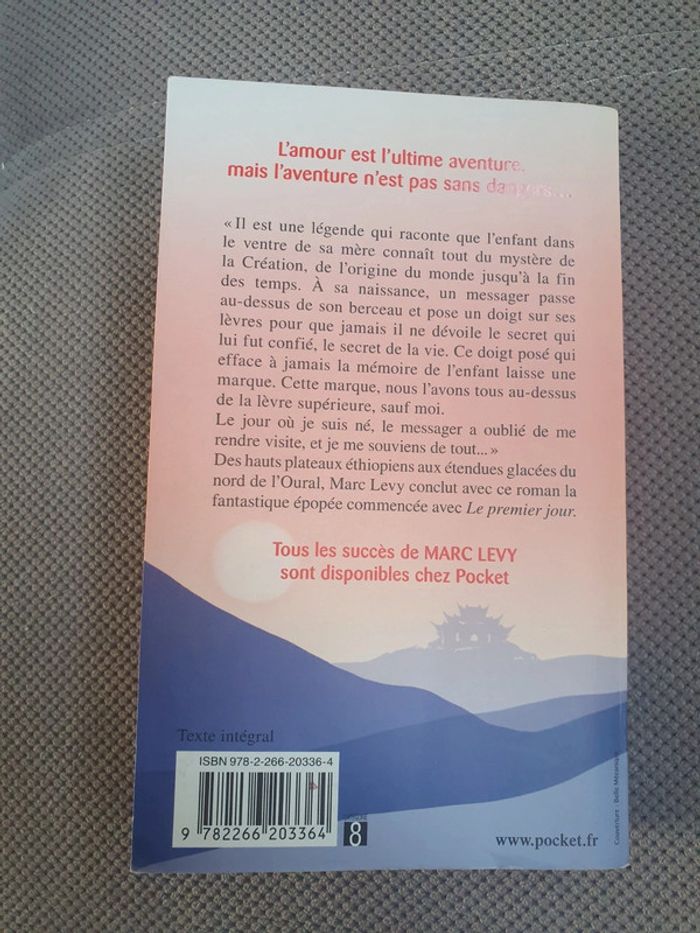 L'amour est l'ultime aventure,
mais l'aventure n'est pas sans dangers...
« Il est une légende qui raconte que l'enfant dans
le ventre de sa mère connaît tout du mystère de
la Création, de l'origine du monde jusqu'à la fin
des temps. À sa naissance, un messager passe
au-dessus de son berceau et pose un doigt sur ses
lèvres pour que jamais il ne dévoile le secret qui
lui fut confié, le secret de la vie. Ce doigt posé qui
efface à jamais la mémoire de l'enfant laisse une
marque. Cette marque, nous l'avons tous au-dessus
de la lèvre supérieure, sauf moi.
Le jour où je suis né, le messager a oublié de me
rendre visite, et je me souviens de tout... »
Des hauts plateaux éthiopiens aux étendues glacées du
nord de l'Oural, Marc Levy conclut avec ce roman la
fantastique épopée commencée avec Le premier jour.
Tous les succès de MARC LEVY
sont disponibles chez Pocket
Texte intégral
ISBN 978-2-266-20336-4
9 782266 203364
8
www.pocket.fr
Couverture : Belle Mécanique